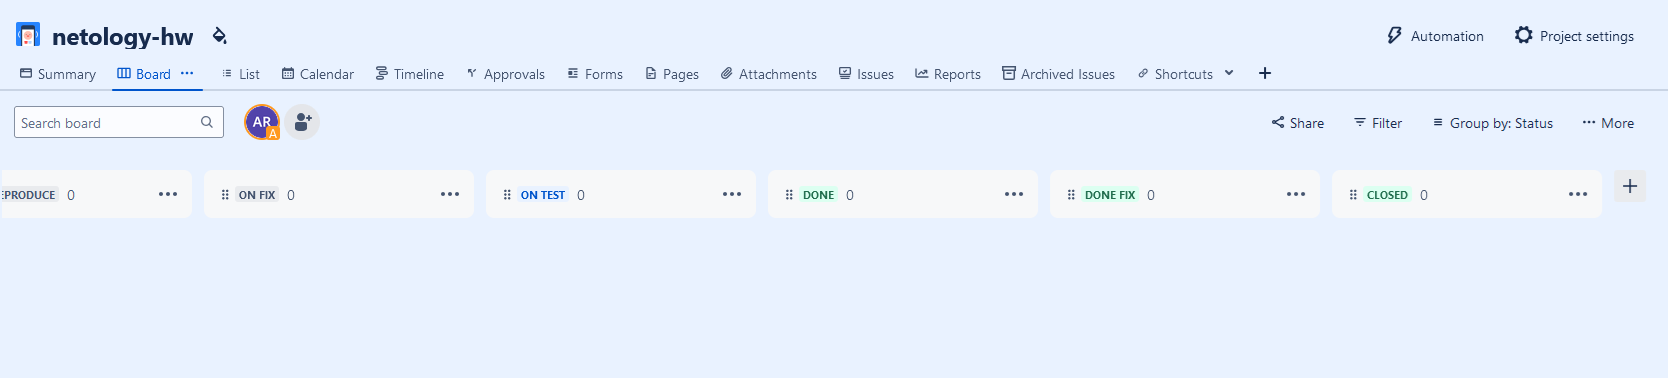 netology-hw
Automation Project settings
Summary Board List Calendar Timeline Approvals Forms Pages Attachments Issues Reports Archived Issues Shortcuts
Search board AR A Share Filter Group by: Status More
EPRODUCE 0 ON FIX 0 ON TEST 0 DONE 0 DONE FIX 0 CLOSED 0